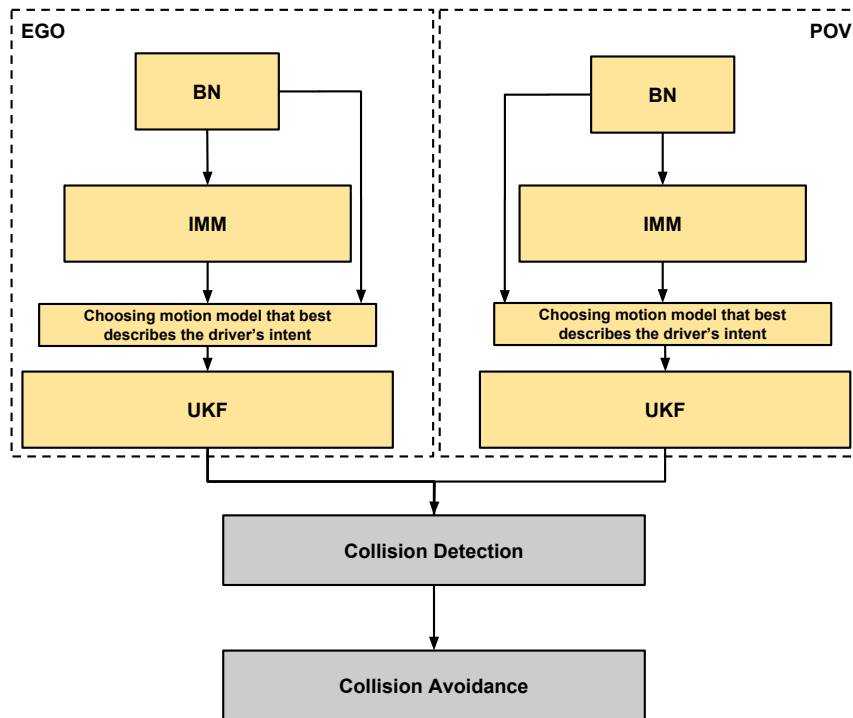 EGO
BN
IMM
Choosing motion model that best
describes the driver's intent
UKF
POV
BN
IMM
Choosing motion model that best
describes the driver's intent
UKF
Collision Detection
Collision Avoidance